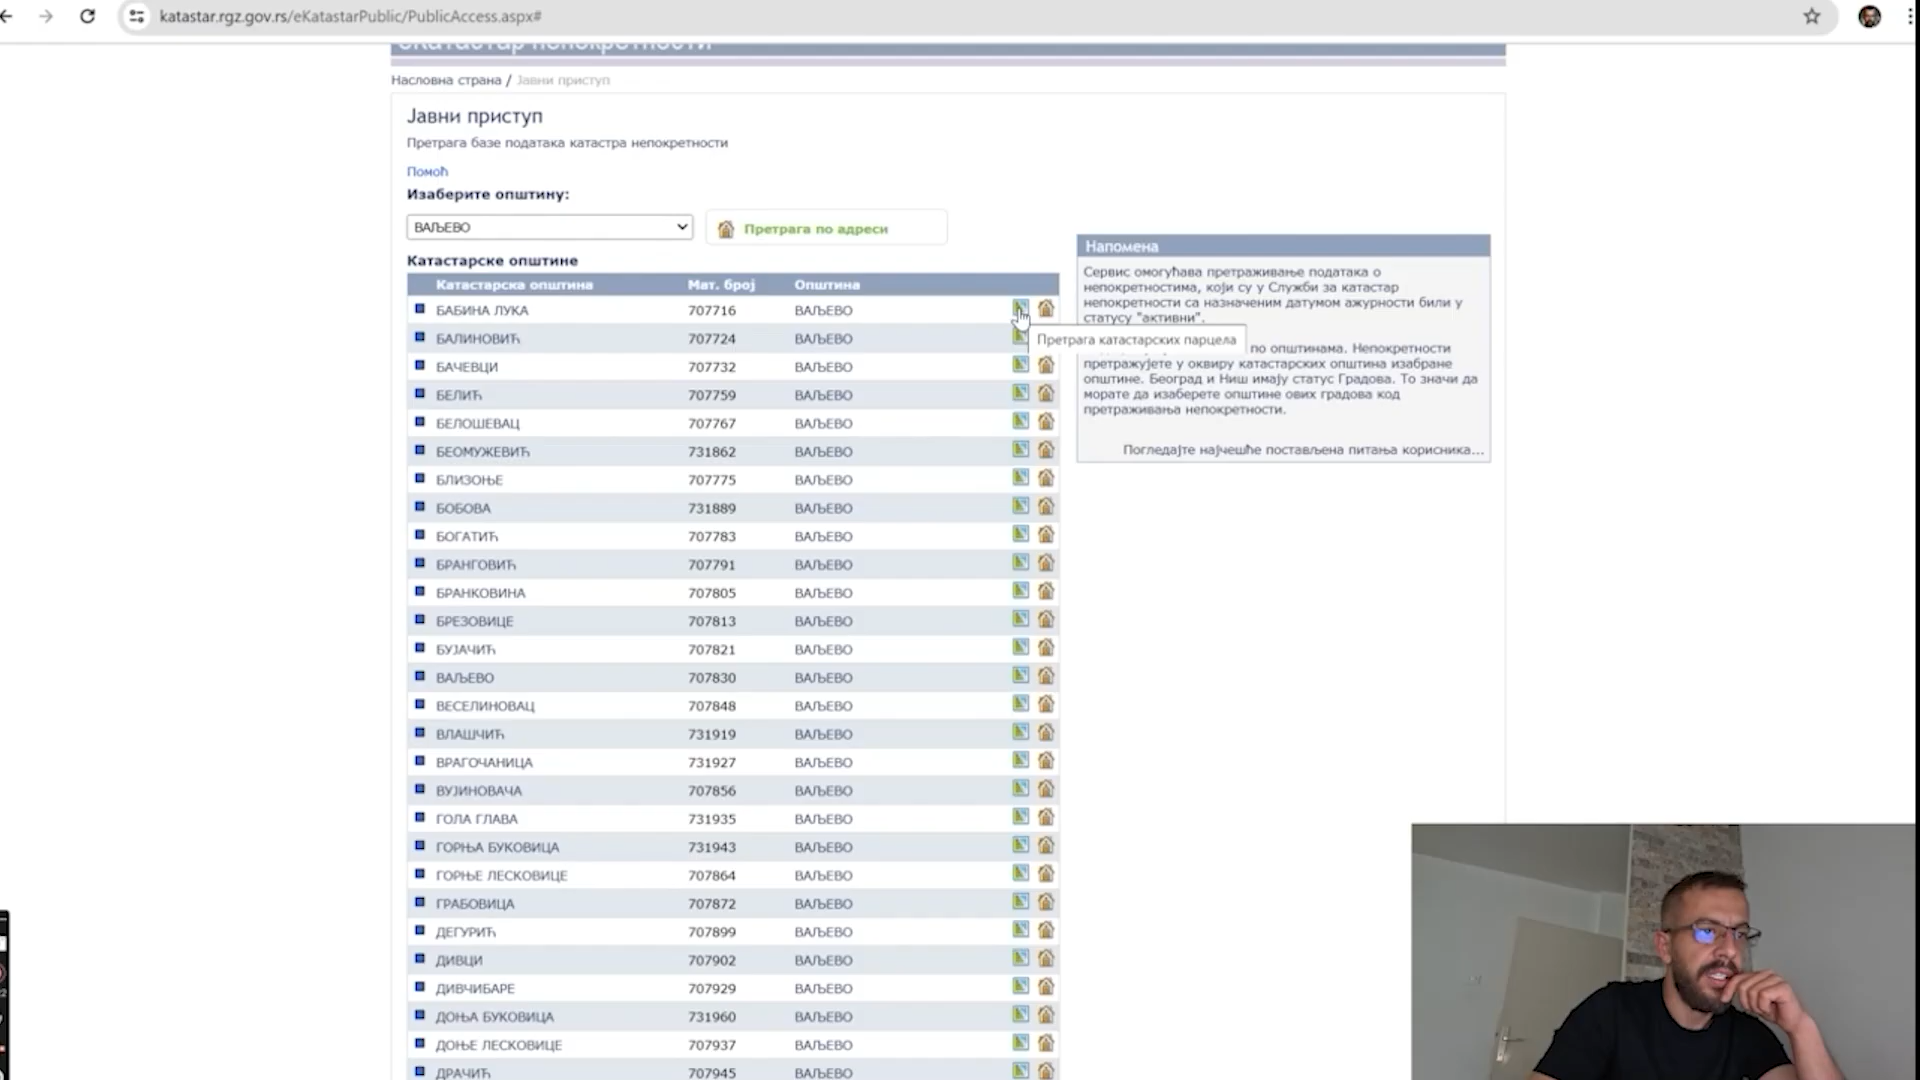 katastar.rgz.gov.rs/eKatastarPublic/PublicAccess.aspx#
еКатастар непокретности
Насловна страна / Јавни приступ
Јавни приступ
Претрага базе података катастра непокретности
Помоћ
Изаберите општину:
ВАЉЕВО
Претрага по адреси
Катастарске општине
Катастарска општина Мат. број Општина
БАБИНА ЛУКА 707716 ВАЉЕВО
БАЛИНОВИЋ 707724 ВАЉЕВО
БАЧЕВЦИ 707732 ВАЉЕВО
БЕЛИЋ 707759 ВАЉЕВО
БЕЛОШЕВАЦ 707767 ВАЉЕВО
БЕОМУЖЕВИЋ 731862 ВАЉЕВО
БЛИЗОЊЕ 707775 ВАЉЕВО
БОБОВА 731889 ВАЉЕВО
БОГАТИЋ 707783 ВАЉЕВО
БРАНГОВИЋ 707791 ВАЉЕВО
БРАНКОВИНА 707805 ВАЉЕВО
БРЕЗОВИЦЕ 707813 ВАЉЕВО
БУЈАЧИЋ 707821 ВАЉЕВО
ВАЉЕВО 707830 ВАЉЕВО
ВЕСЕЛИНОВАЦ 707848 ВАЉЕВО
ВЛАШЧИЋ 731919 ВАЉЕВО
ВРАГОЧАНИЦА 731927 ВАЉЕВО
ВУЈИНОВАЧА 707856 ВАЉЕВО
ГОЛА ГЛАВА 731935 ВАЉЕВО
ГОРЊА БУКОВИЦА 731943 ВАЉЕВО
ГОРЊЕ ЛЕСКОВИЦЕ 707864 ВАЉЕВО
ГРАБОВИЦА 707872 ВАЉЕВО
ДЕГУРИЋ 707899 ВАЉЕВО
ДИВЦИ 707902 ВАЉЕВО
ДИВЧИБАРЕ 707929 ВАЉЕВО
ДОЊА БУКОВИЦА 731960 ВАЉЕВО
ДОЊЕ ЛЕСКОВИЦЕ 707937 ВАЉЕВО
ДРАЧИЋ 707945 ВАЉЕВО
Напомена
Сервис омогућава претраживање података о
непокретностима, који су у Служби за катастар
непокретности са назначеним датумом ажурности били у
статусу "активни".
Претрага катастарских парцела
по општинама. Непокретности
претражујете у оквиру катастарских општина изабране
општине. Београд и Ниш имају статус Градова. То значи да
морате да изаберете општине ових градова код
претраживања непокретности.
Погледајте најчешће постављена питања корисника...